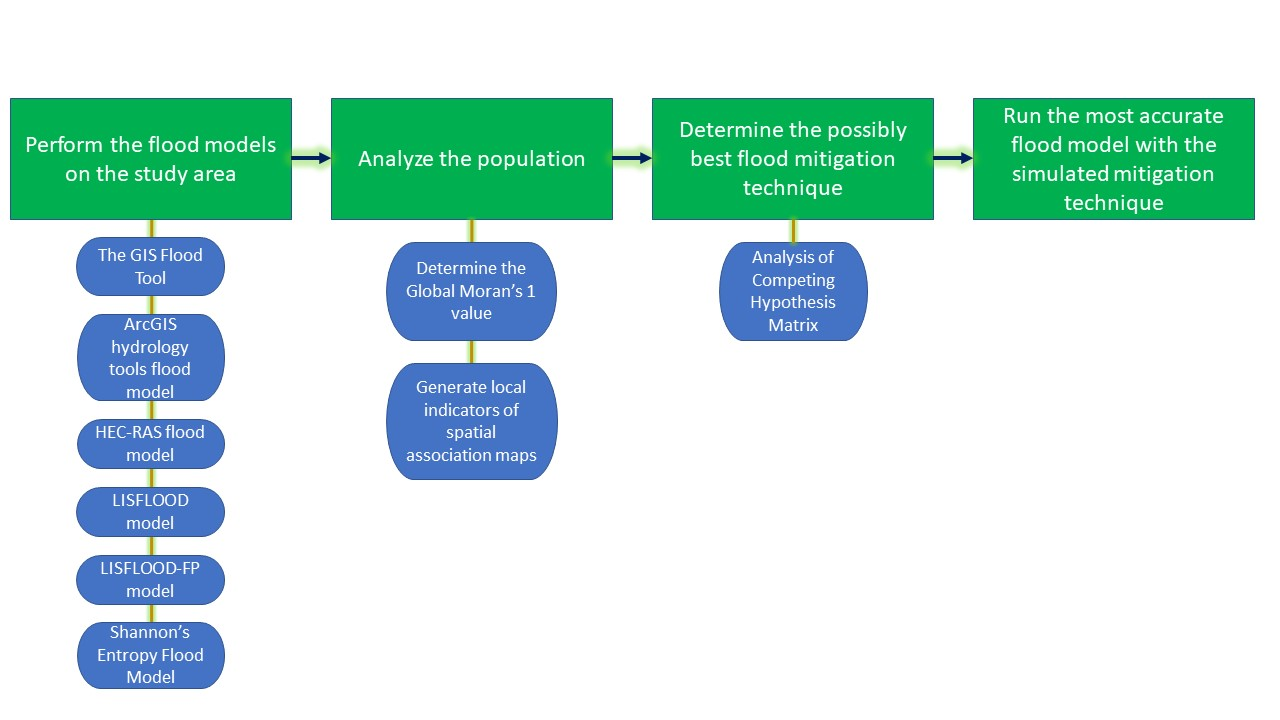 Perform the flood models
on the study area
Analyze the population
Determine the possibly
best flood mitigation
technique
Run the most accurate
flood model with the
simulated mitigation
technique
The GIS Flood
Tool
ArcGIS
hydrology
tools flood
model
HEC-RAS flood
model
LISFLOOD
model
LISFLOOD-FP
model
Shannon’s
Entropy Flood
Model
Determine the
Global Moran’s 1
value
Generate local
indicators of
spatial
association maps
Analysis of
Competing
Hypothesis
Matrix